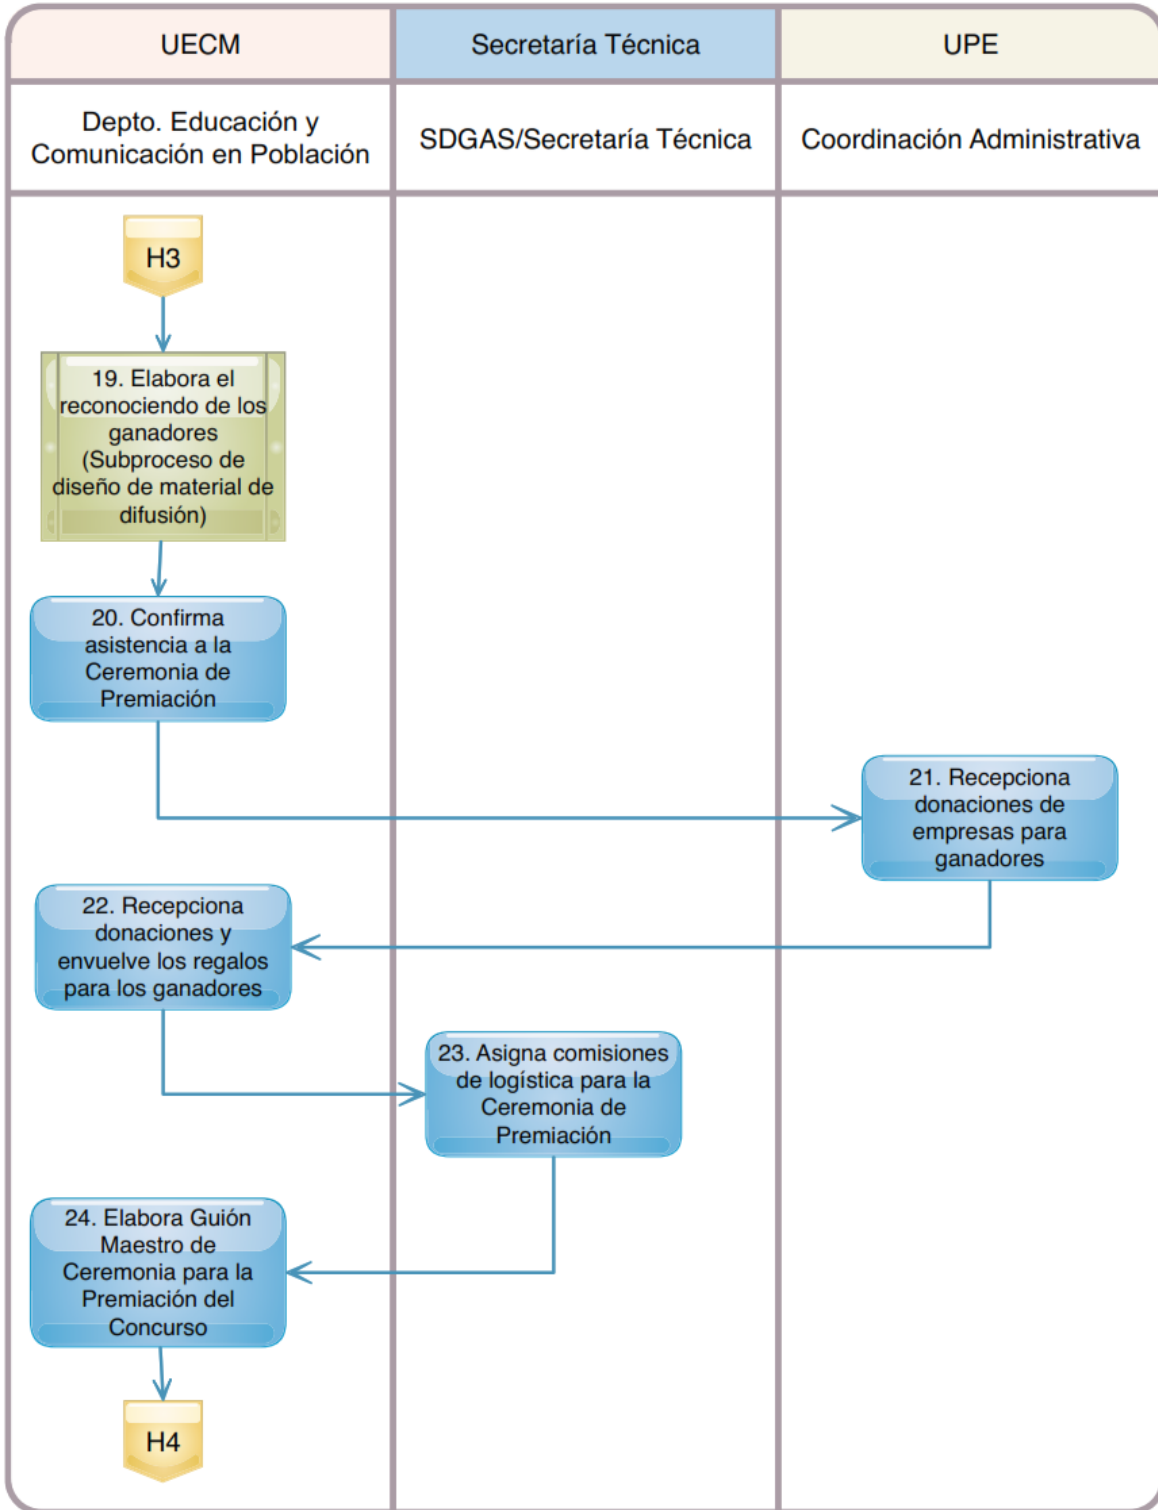 UECM
Secretaría Técnica
UPE
Depto. Educación y
Comunicación en Población
SDGAS/Secretaría Técnica
Coordinación Administrativa
H3
19. Elabora el
reconociendo de los
ganadores
(Subproceso de
diseño de material de
difusión)
20. Confirma
asistencia a la
Ceremonia de
Premiación
21. Recepciona
donaciones de
empresas para
ganadores
22. Recepciona
donaciones y
envuelve los regalos
para los ganadores
23. Asigna comisiones
de logística para la
Ceremonia de
Premiación
24. Elabora Guión
Maestro de
Ceremonia para la
Premiación del
Concurso
H4